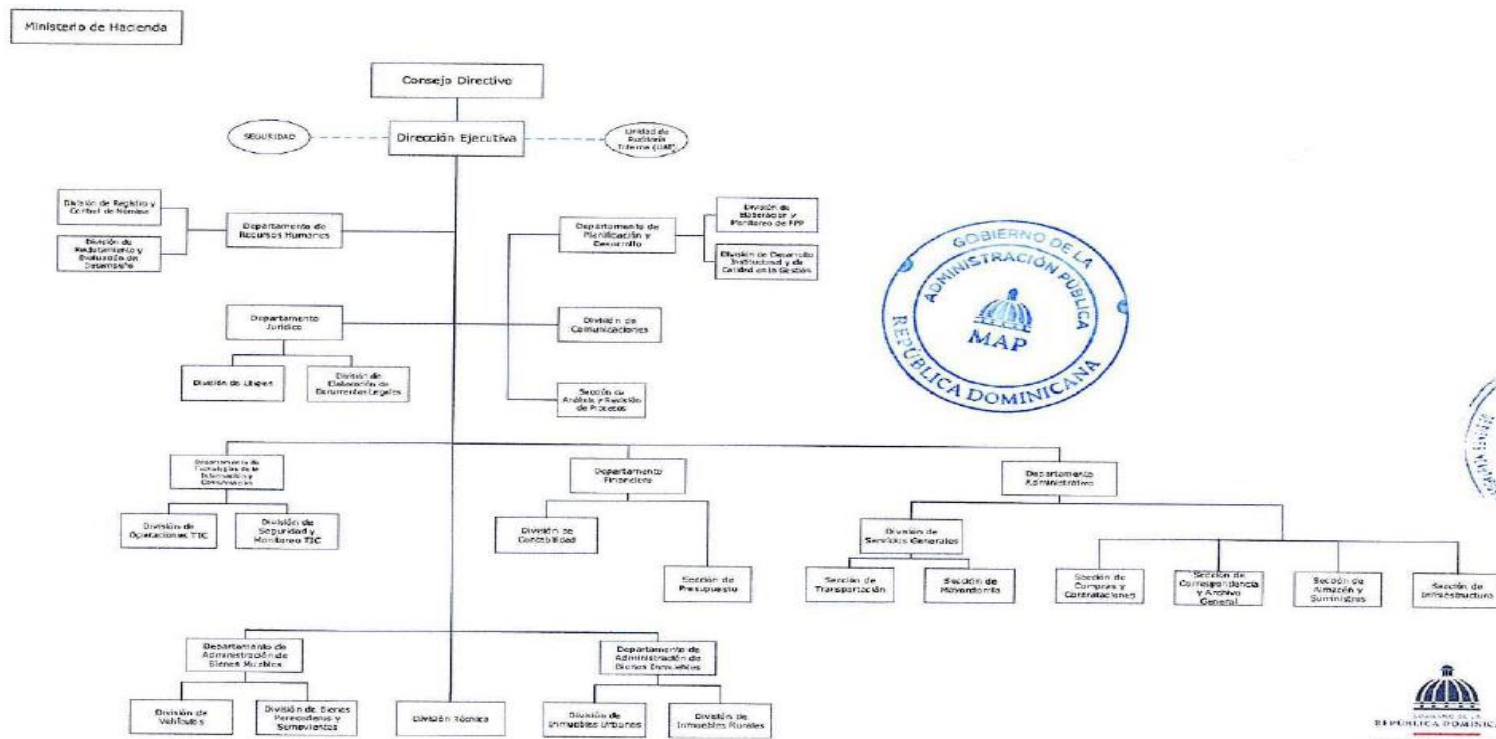 Ministerio de Hacienda
Consejo Directivo
SEGURIDAD
Dirección Ejecutiva
Unidad de
Auditoría
Interna (UAI)
División de Registro y
Control de Nómina
División de
Reclutamiento y
Evaluación de
Desempeño
Departamento de
Recursos Humanos
Departamento de
Planificación y
Desarrollo
División de
Elaboración y
Monitoreo de PPP
División de Desarrollo
Institucional y de
Calidad en la Gestión
Departamento
Jurídico
División de
Comunicaciones
División de Litigios
División de
Elaboración de
Documentos Legales
Sección de
Análisis y Revisión
de Procesos
GOBIERNO DE LA
REPÚBLICA DOMINICANA
ADMINISTRACIÓN PÚBLICA
MAP
Departamento de
Tecnologías de la
Información y
Comunicación
Departamento
Financiero
Departamento
Administrativo
División de
Operaciones TIC
División de
Seguridad y
Monitoreo TIC
División de
Contabilidad
División de
Servicios Generales
Sección de
Presupuesto
Sección de
Transportación
Sección de
Mayordomía
Sección de
Compras y
Contrataciones
Sección de
Correspondencia
y Archivo
General
Sección de
Almacén y
Suministros
Sección de
Infraestructura
Departamento de
Administración de
Bienes Muebles
Departamento de
Administración de
Bienes Inmuebles
División de
Vehículos
División de Bienes
Perecederos y
Semovientes
División Técnica
División de
Inmuebles Urbanos
División de
Inmuebles Rurales
GOBIERNO DE LA
REPÚBLICA DOMINICA